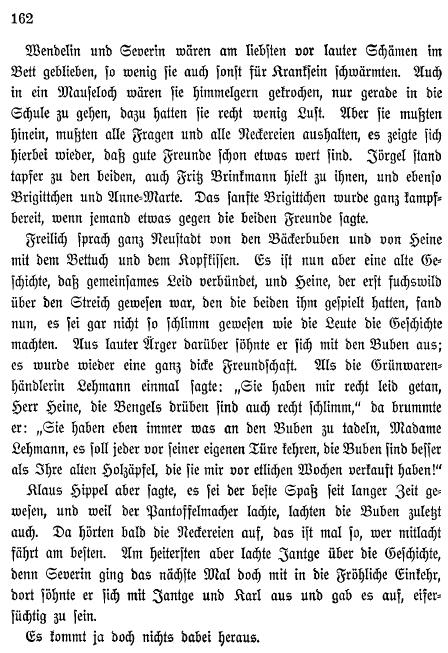 162
Wendelin und Severin wären am liebsten vor lauter Schämen im
Bett geblieben, so wenig sie auch sonst für Kranksein schwärmten. Auch
in ein Mauseloch wären sie himmelgern gekrochen, nur gerade in die
Schule zu gehen, dazu hatten sie recht wenig Lust. Aber sie mußten
hinein, mußten alle Fragen und alle Neckereien aushalten, es zeigte sich
hierbei wieder, daß gute Freunde schon etwas wert sind. Jörgel stand
tapfer zu den beiden, auch Fritz Brinkmann hielt zu ihnen, und ebenso
Brigittchen und Anne-Marte. Das sanfte Brigittchen wurde ganz kampf-
bereit, wenn jemand etwas gegen die beiden Freunde sagte.
Freilich sprach ganz Neustadt von den Bäckerbuben und von Heine
mit dem Bettuch und dem Kopfkissen. Es ist nun aber eine alte Ge-
schichte, daß gemeinsames Leid verbündet, und Heine, der erst fuchswild
über den Streich gewesen war, den die beiden ihm gespielt hatten, fand
nun, es sei gar nicht so schlimm gewesen wie die Leute die Geschichte
machten. Aus lauter Ärger darüber söhnte er sich mit den Buben aus;
es wurde wieder eine ganz dicke Freundschaft. Als die Grünwaren-
händlerin Lehmann einmal sagte: „Sie haben mir recht leid getan,
Herr Heine, die Bengels drüben sind auch recht schlimm,“ da brummte
er: „Sie haben eben immer was an den Buben zu tadeln, Madame
Lehmann, es soll jeder vor seiner eigenen Türe kehren, die Buben sind besser
als Ihre alten Holzäpfel, die sie mir vor etlichen Wochen verkauft haben!“
Klaus Hippel aber sagte, es sei der beste Spaß seit langer Zeit ge-
wesen, und weil der Pantoffelmacher lachte, lachten die Buben zuletzt
auch. Da hörten bald die Neckereien auf, das ist mal so, wer mitlacht
fährt am besten. Am heitersten aber lachte Jantge über die Geschichte,
denn Severin ging das nächste Mal doch mit in die Fröhliche Einkehr,
dort söhnte er sich mit Jantge und Karl aus und gab es auf, eifer-
süchtig zu sein.
Es kommt ja doch nichts dabei heraus.